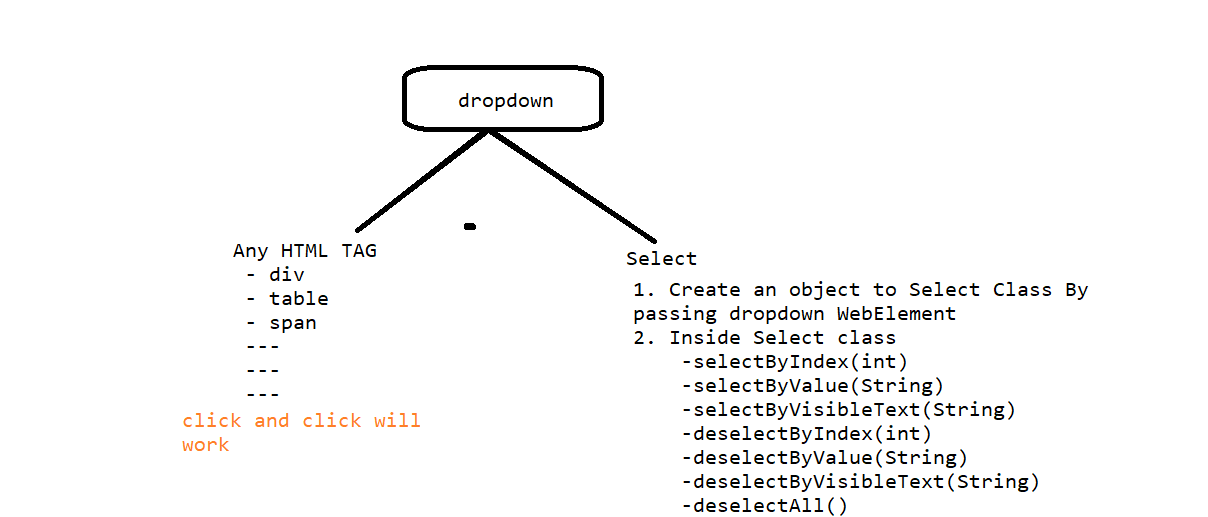 dropdown
Any HTML TAG
- div
- table
- span
---
---
---
click and click will
work
Select
1. Create an object to Select Class By
passing dropdown WebElement
2. Inside Select class
-selectByIndex(int)
-selectByValue(String)
-selectByVisibleText(String)
-deselectByIndex(int)
-deselectByValue(String)
-deselectByVisibleText(String)
-deselectAll()